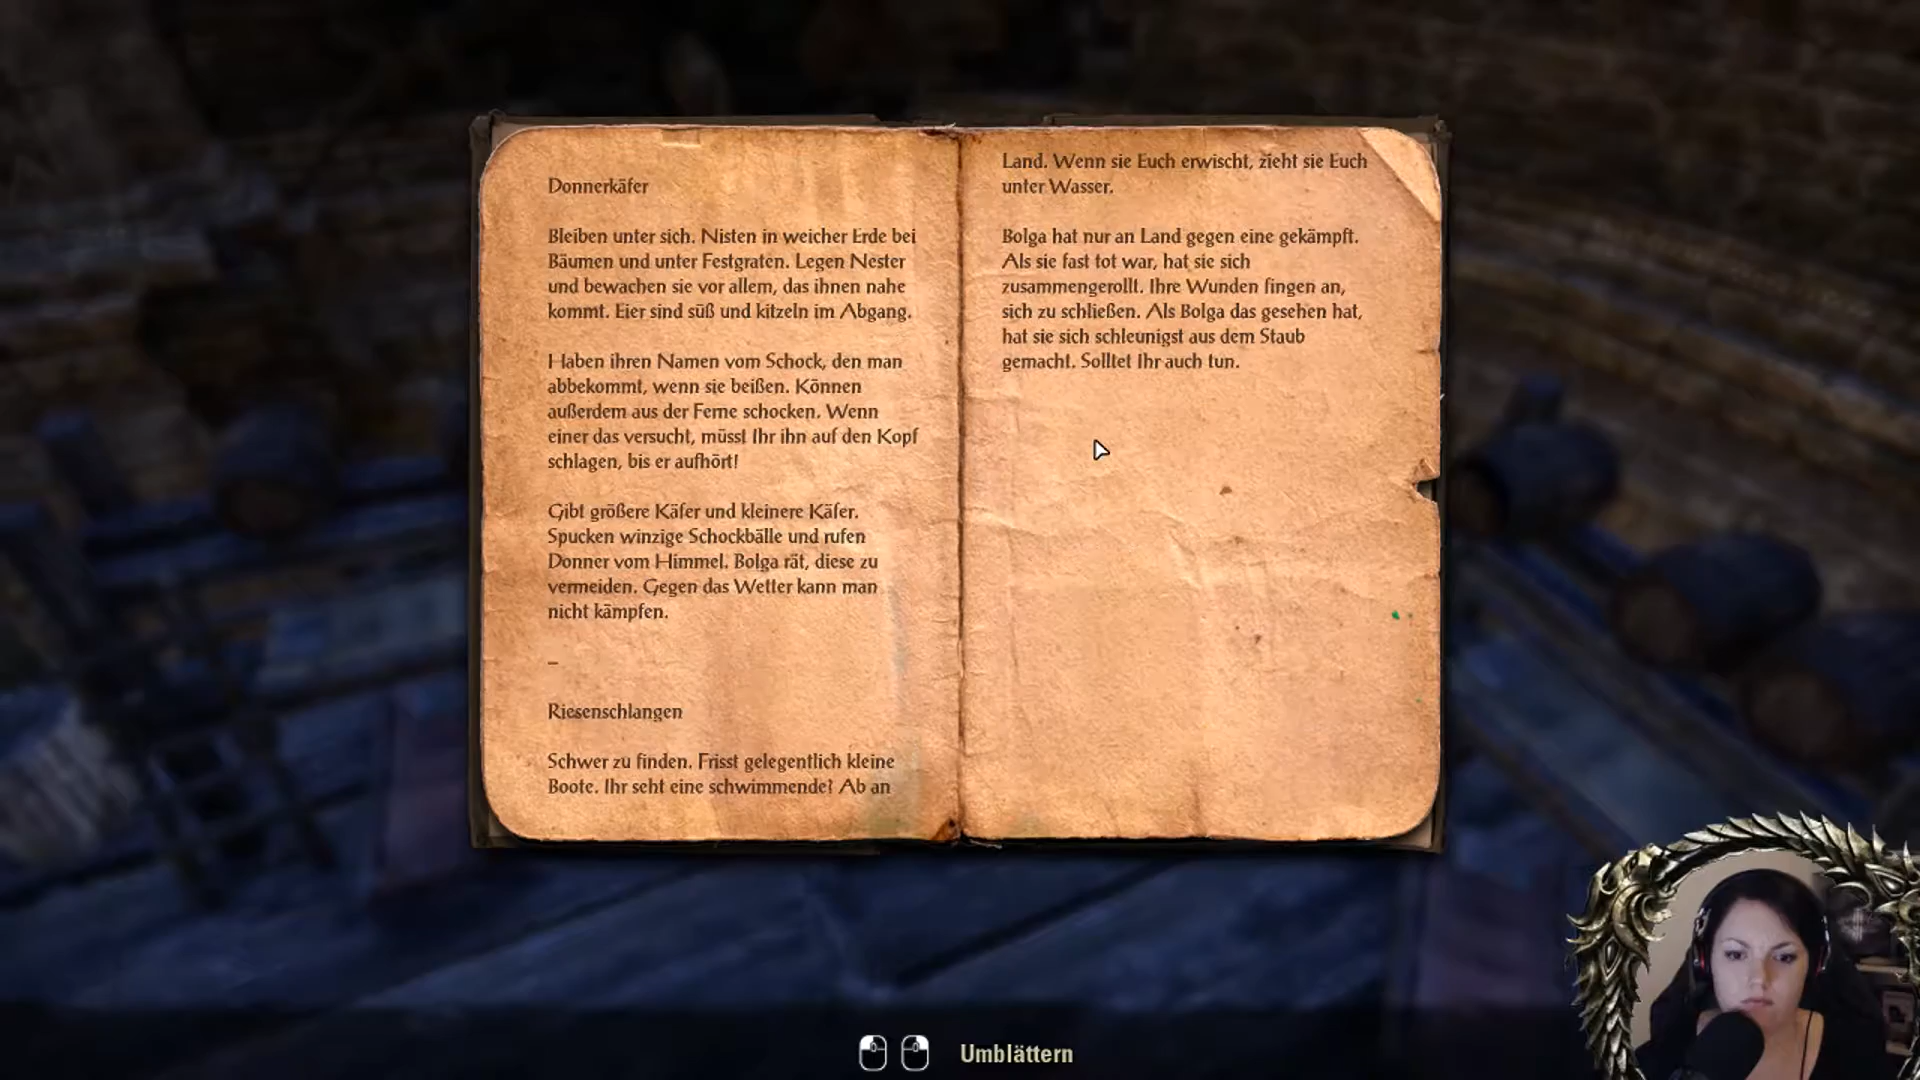 Donnerkäfer
Bleiben unter sich. Nisten in weicher Erde bei
Bäumen und unter Festgraten. Legen Nester
und bewachen sie vor allem, das ihnen nahe
kommt. Eier sind süß und kitzeln im Abgang.
Haben ihren Namen vom Schock, den man
abbekommt, wenn sie beißen. Können
außerdem aus der Ferne schocken. Wenn
einer das versucht, müsst Ihr ihn auf den Kopf
schlagen, bis er aufhört!
Gibt größere Käfer und kleinere Käfer.
Spucken winzige Schockbälle und rufen
Donner vom Himmel. Bolga rät, diese zu
vermeiden. Gegen das Wetter kann man
nicht kämpfen.
–
Riesenschlangen
Schwer zu finden. Frisst gelegentlich kleine
Boote. Ihr seht eine schwimmende? Ab an
Land. Wenn sie Euch erwischt, zieht sie Euch
unter Wasser.
Bolga hat nur an Land gegen eine gekämpft.
Als sie fast tot war, hat sie sich
zusammengerollt. Ihre Wunden fingen an,
sich zu schließen. Als Bolga das gesehen hat,
hat sie sich schleunigst aus dem Staub
gemacht. Solltet Ihr auch tun.
Umblättern